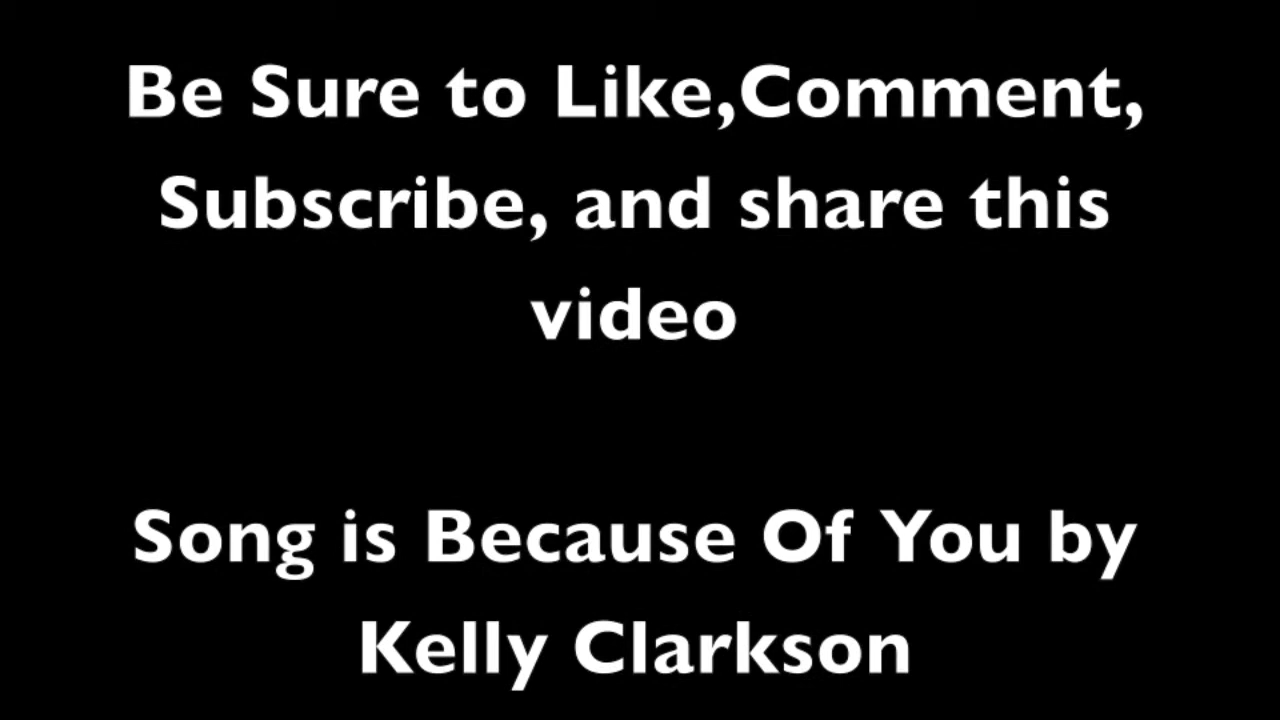 Be Sure to Like,Comment,
Subscribe, and share this
video
Song is Because Of You by
Kelly Clarkson